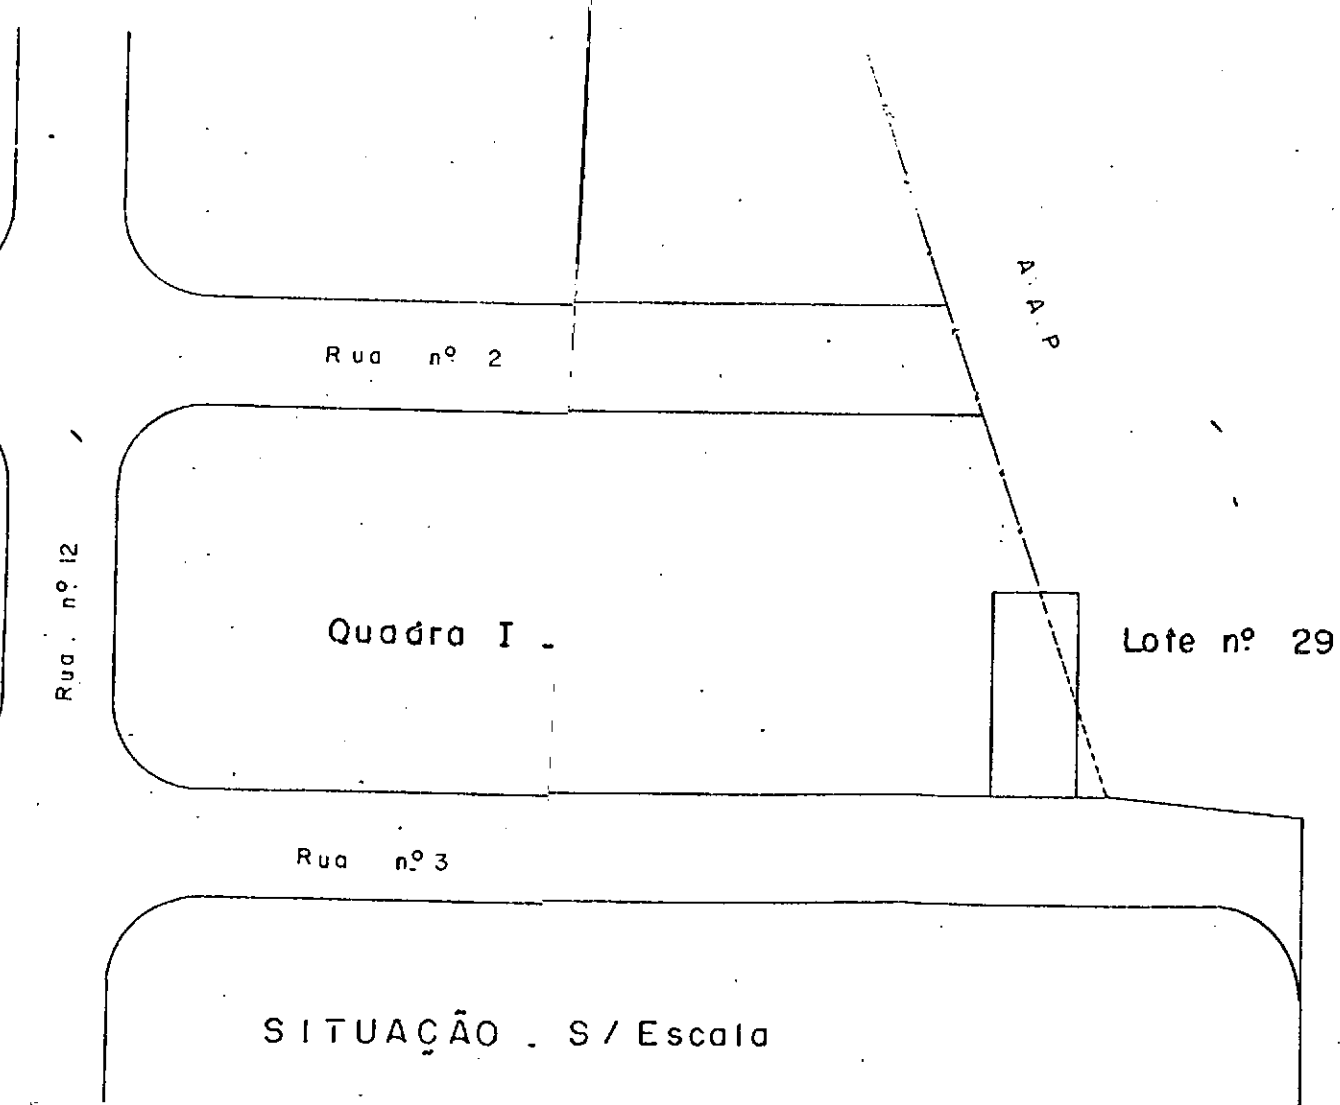 A.A.P
Rua nº 2
Rua. nº 12
Quadra I -
Lote nº 29
Rua nº 3
SITUAÇÃO . S/Escala